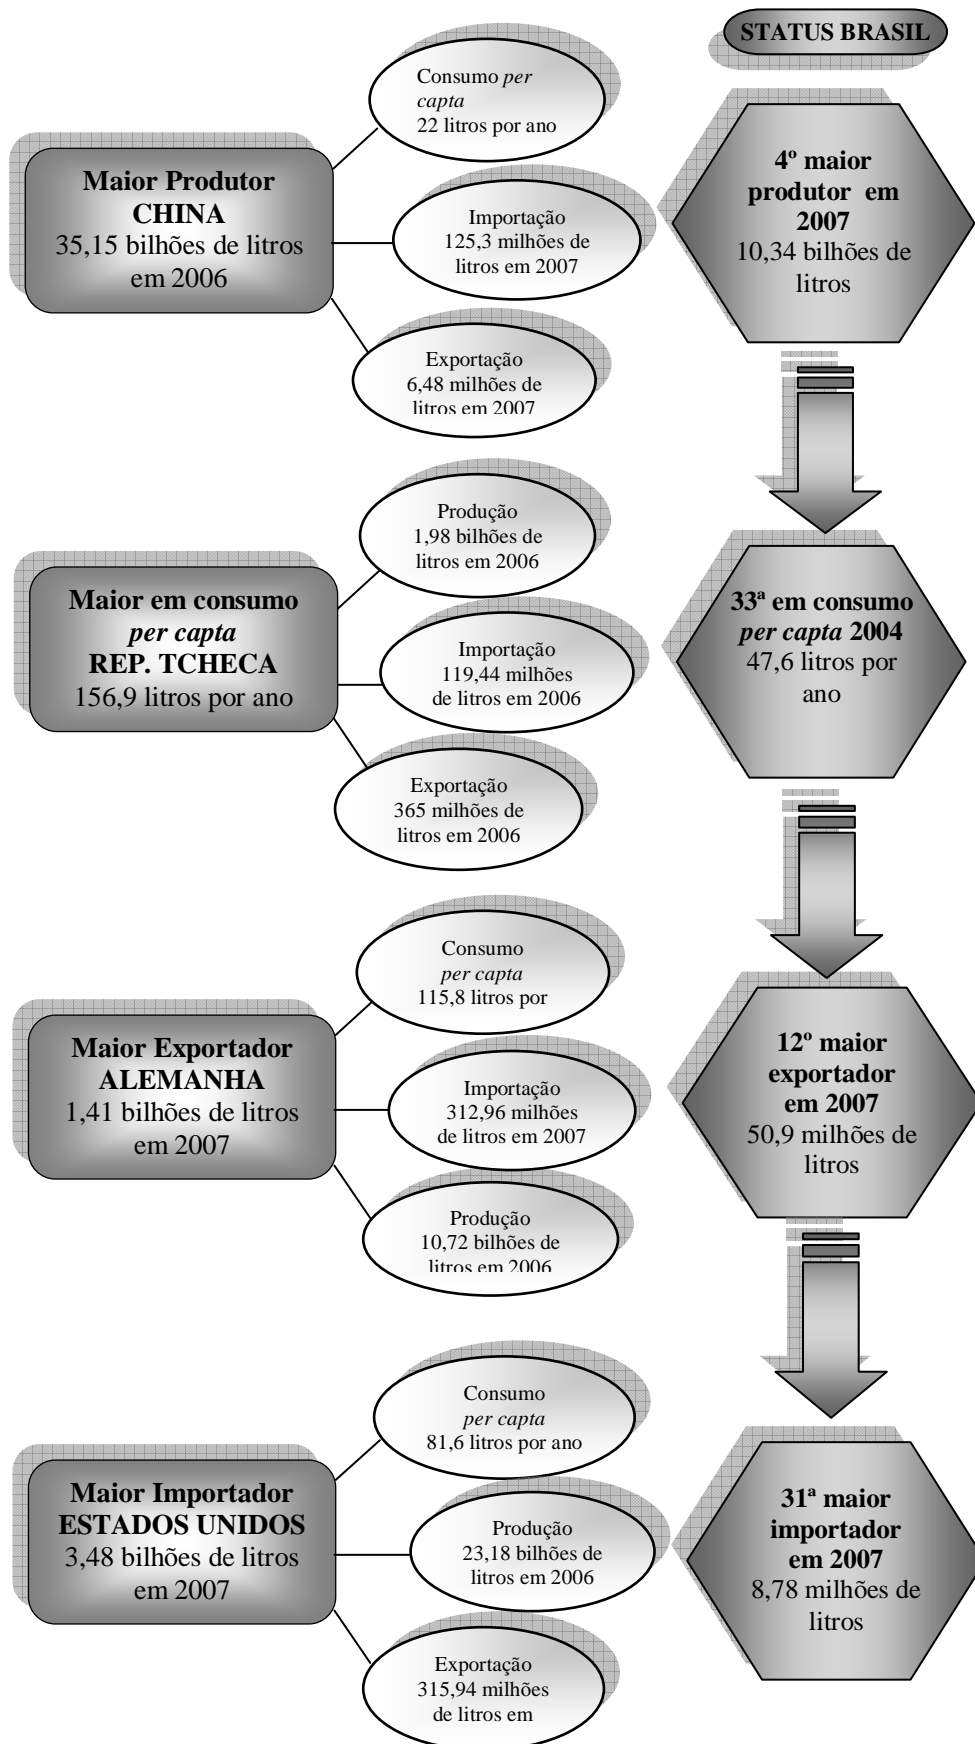 STATUS BRASIL
Consumo per
capta
22 litros por ano
Maior Produtor
CHINA
35,15 bilhões de litros
em 2006
Importação
125,3 milhões de
litros em 2007
Exportação
6,48 milhões de
litros em 2007
4º maior
produtor em
2007
10,34 bilhões de
litros
Produção
1,98 bilhões de
litros em 2006
Maior em consumo
per capta
REP. TCHECA
156,9 litros por ano
Importação
119,44 milhões
de litros em 2006
Exportação
365 milhões de
litros em 2006
33ª em consumo
per capta 2004
47,6 litros por
ano
Consumo
per capta
115,8 litros por
Maior Exportador
ALEMANHA
1,41 bilhões de litros
em 2007
Importação
312,96 milhões
de litros em 2007
Produção
10,72 bilhões de
litros em 2006
12º maior
exportador
em 2007
50,9 milhões de
litros
Consumo
per capta
81,6 litros por ano
Maior Importador
ESTADOS UNIDOS
3,48 bilhões de litros
em 2007
Produção
23,18 bilhões de
litros em 2006
Exportação
315,94 milhões
de litros em
31ª maior
importador
em 2007
8,78 milhões de
litros